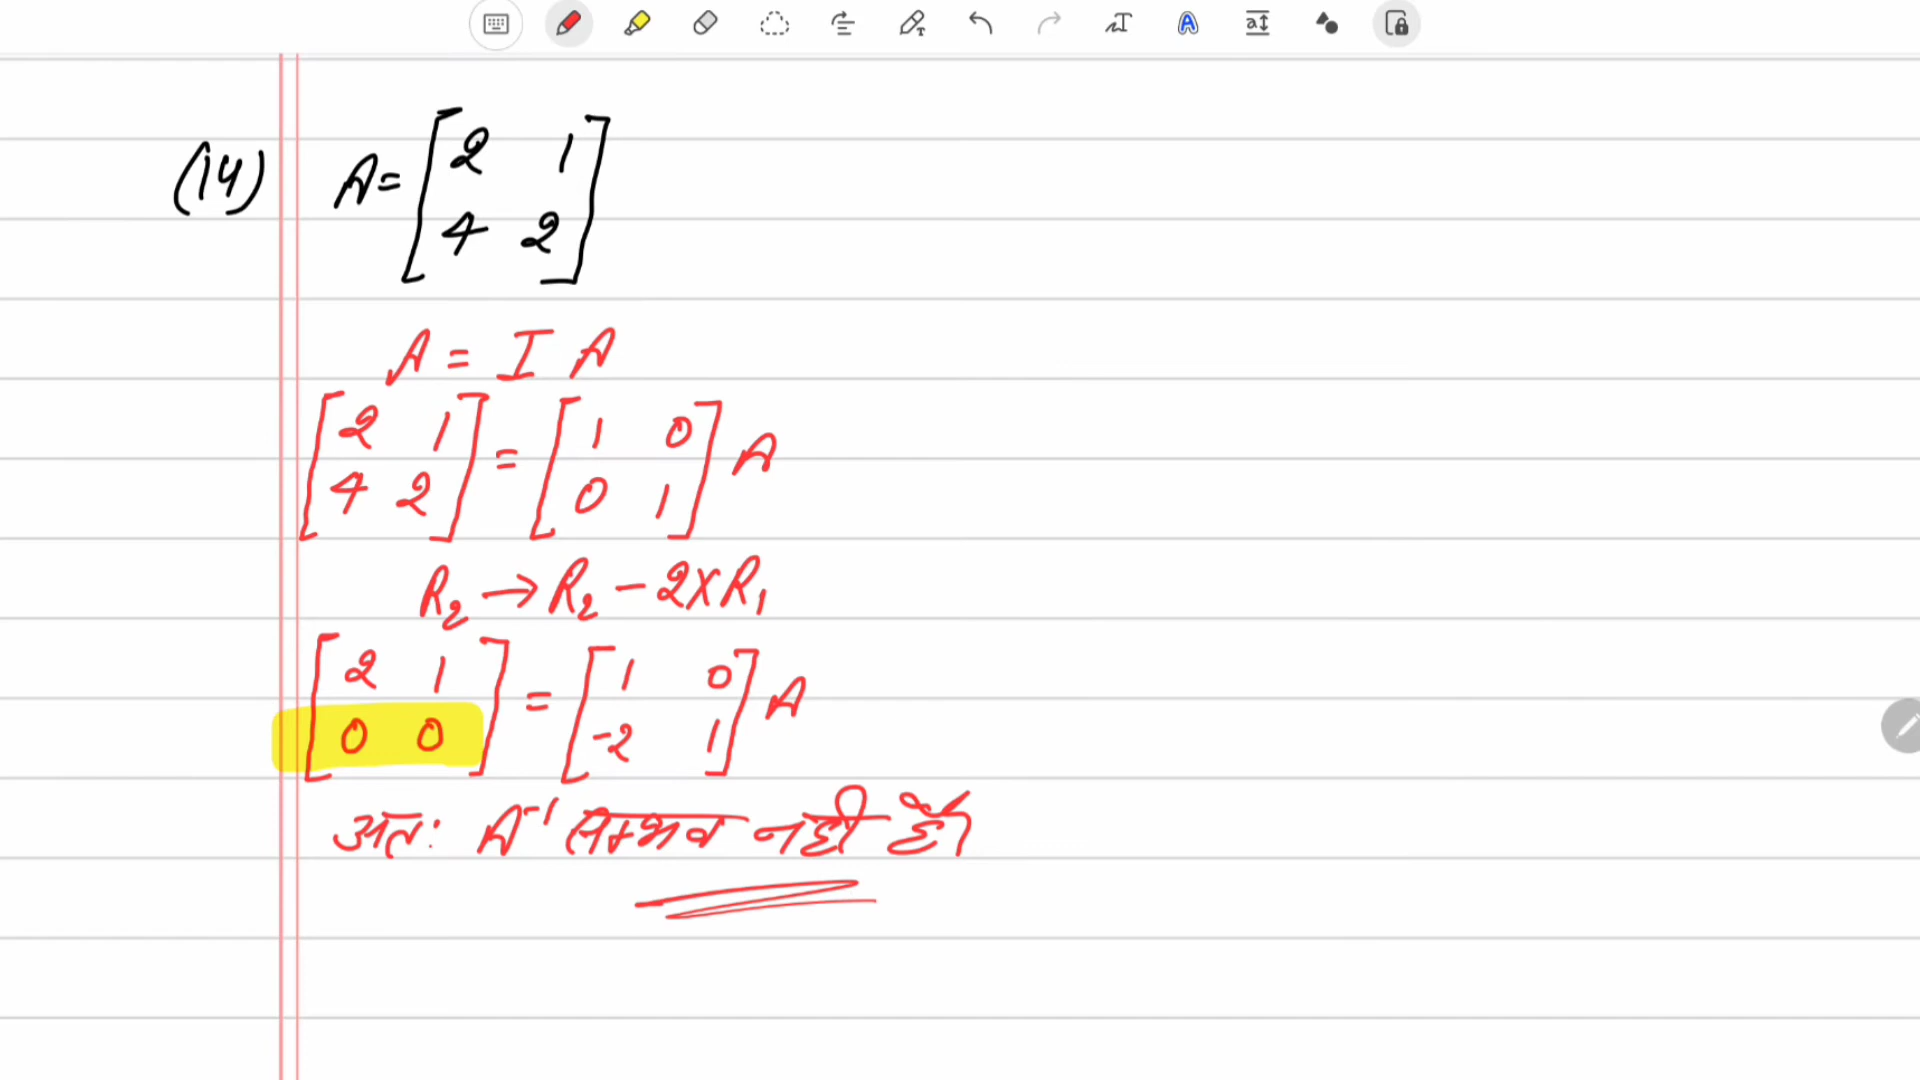 (14) A = [2 1
4 2]
A = I A
[2 1
4 2] = [1 0
0 1] A
R₂ → R₂ − 2×R₁
[2 1
0 0] = [1 0
-2 1] A
अतः A⁻¹ सम्भव नही है।